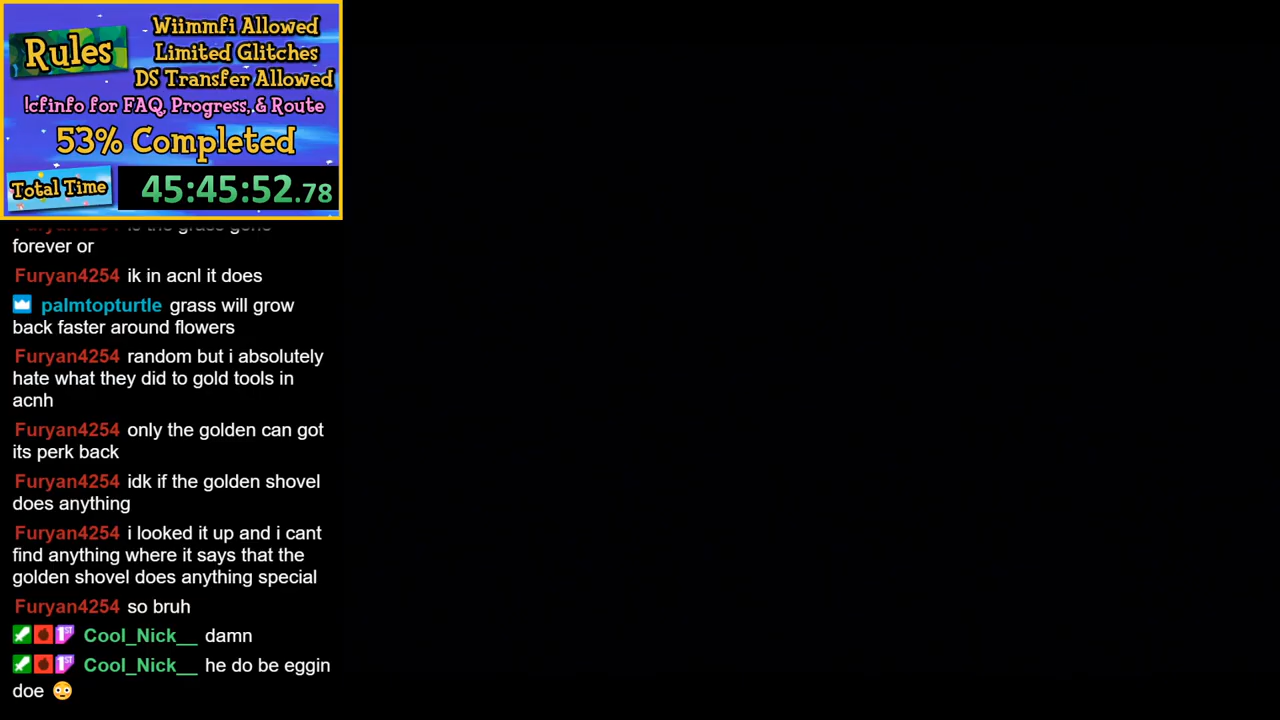 Rules
Wiimmfi Allowed
Limited Glitches
DS Transfer Allowed
!cfinfo for FAQ, Progress, & Route
53% Completed
Total Time
45:45:52.78
forever or
Furyan4254 ik in acnl it does
palmtopturtle grass will grow
back faster around flowers
Furyan4254 random but i absolutely
hate what they did to gold tools in
acnh
Furyan4254 only the golden can got
its perk back
Furyan4254 idk if the golden shovel
does anything
Furyan4254 i looked it up and i cant
find anything where it says that the
golden shovel does anything special
Furyan4254 so bruh
1ST Cool_Nick__ damn
1ST Cool_Nick__ he do be eggin
doe 😳